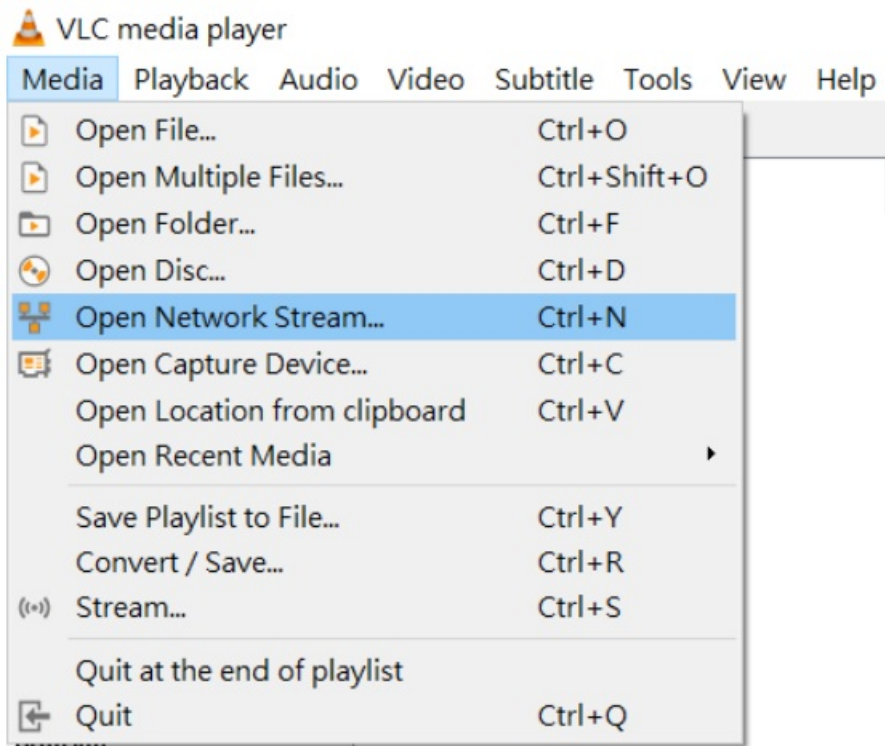 VLC media player
Media Playback Audio Video Subtitle Tools View Help
Open File... Ctrl+O
Open Multiple Files... Ctrl+Shift+O
Open Folder... Ctrl+F
Open Disc... Ctrl+D
Open Network Stream... Ctrl+N
Open Capture Device... Ctrl+C
Open Location from clipboard Ctrl+V
Open Recent Media
Save Playlist to File... Ctrl+Y
Convert / Save... Ctrl+R
Stream... Ctrl+S
Quit at the end of playlist
Quit Ctrl+Q